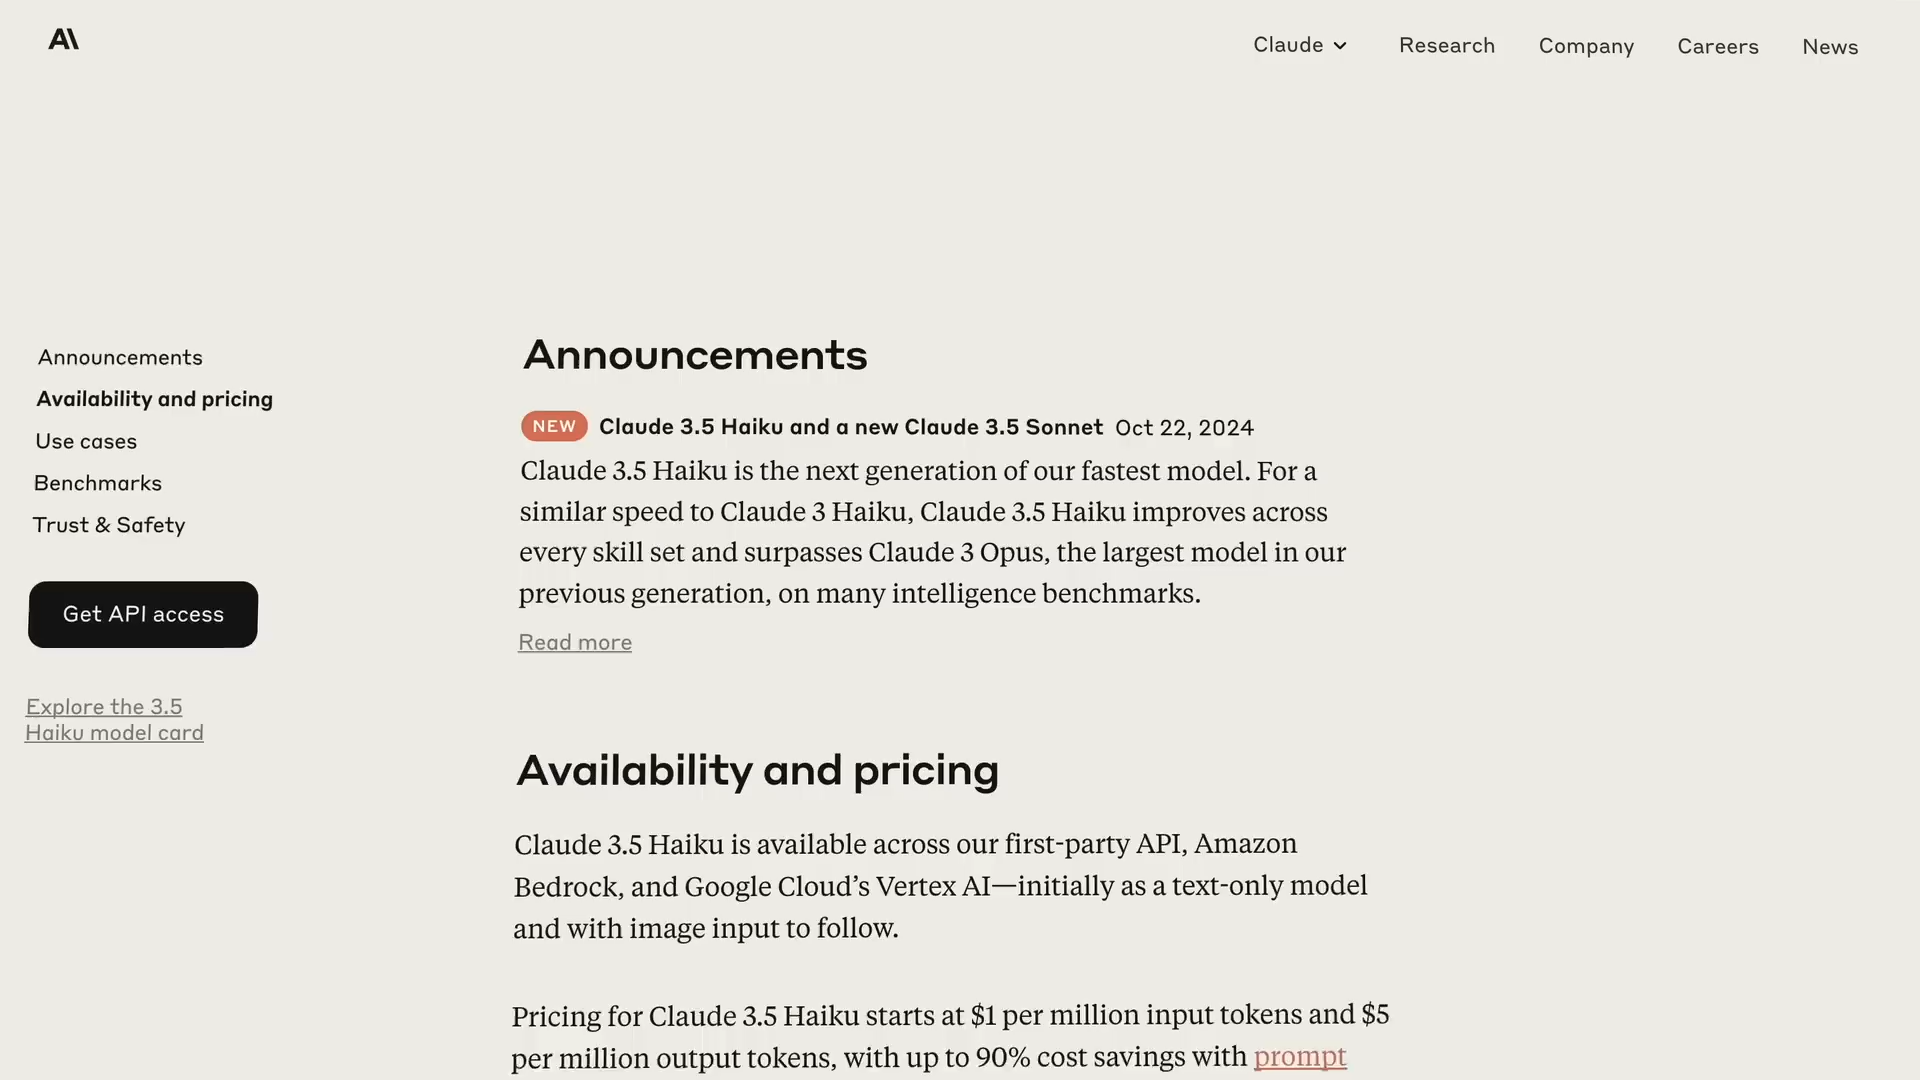 A\
Claude
Research
Company
Careers
News
Announcements
Availability and pricing
Use cases
Benchmarks
Trust & Safety
Get API access
Explore the 3.5
Haiku model card
Announcements
NEW Claude 3.5 Haiku and a new Claude 3.5 Sonnet Oct 22, 2024
Claude 3.5 Haiku is the next generation of our fastest model. For a
similar speed to Claude 3 Haiku, Claude 3.5 Haiku improves across
every skill set and surpasses Claude 3 Opus, the largest model in our
previous generation, on many intelligence benchmarks.
Read more
Availability and pricing
Claude 3.5 Haiku is available across our first-party API, Amazon
Bedrock, and Google Cloud’s Vertex AI—initially as a text-only model
and with image input to follow.
Pricing for Claude 3.5 Haiku starts at $1 per million input tokens and $5
per million output tokens, with up to 90% cost savings with prompt